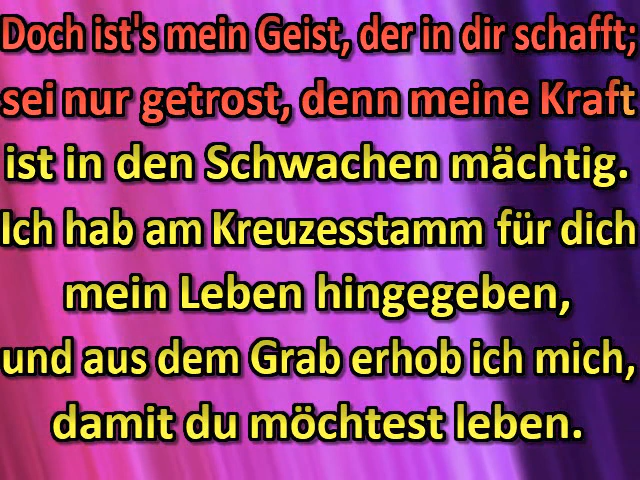 Doch ist's mein Geist, der in dir schafft;
sei nur getrost, denn meine Kraft
ist in den Schwachen mächtig.
Ich hab am Kreuzesstamm für dich
mein Leben hingegeben,
und aus dem Grab erhob ich mich,
damit du möchtest leben.